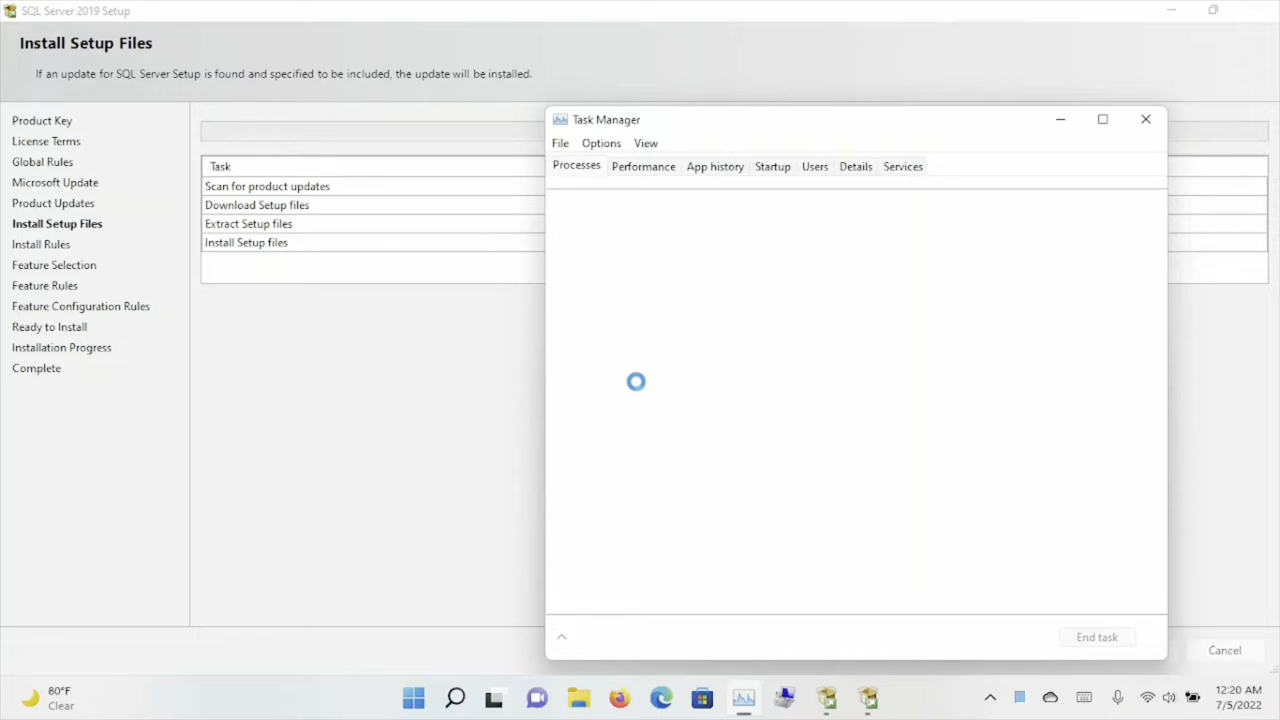 SQL Server 2019 Setup
Install Setup Files
If an update for SQL Server Setup is found and specified to be included, the update will be installed.
Product Key
License Terms
Global Rules
Microsoft Update
Product Updates
Install Setup Files
Install Rules
Feature Selection
Feature Rules
Feature Configuration Rules
Ready to Install
Installation Progress
Complete
Task
Scan for product updates
Download Setup files
Extract Setup files
Install Setup files
Task Manager
File Options View
Processes Performance App history Startup Users Details Services
End task
Cancel
80°F
Clear
12:20 AM
7/5/2022